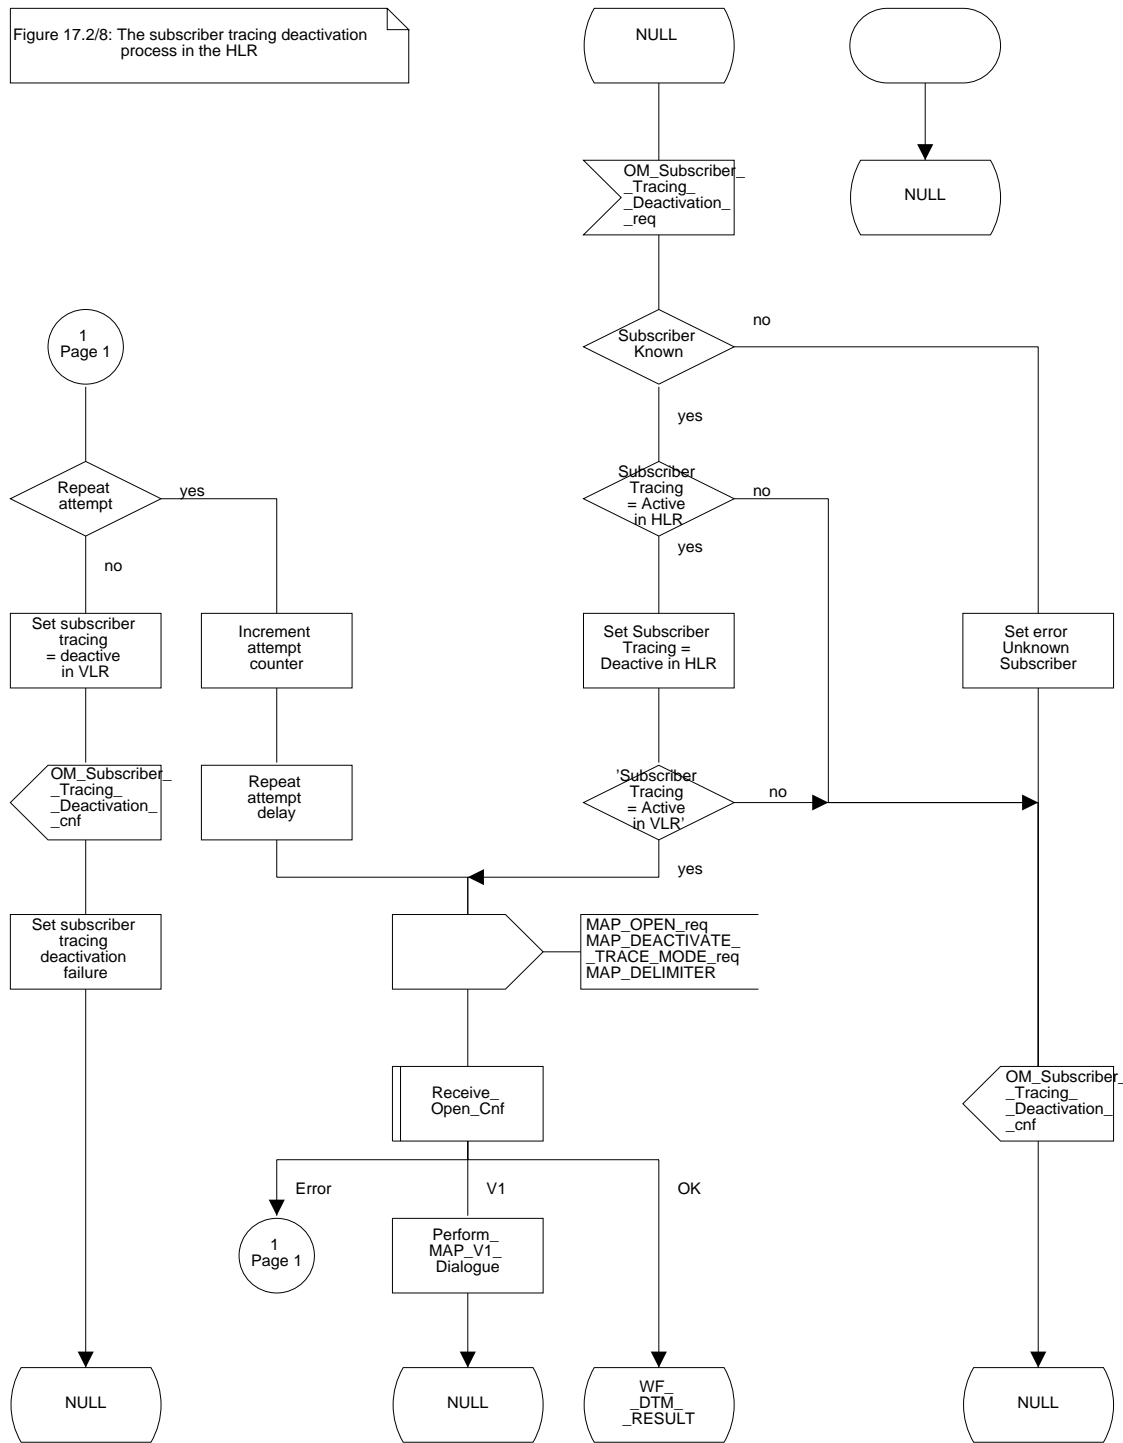 Figure 17.2/8: The subscriber tracing deactivation
process in the HLR
NULL
OM_Subscriber_
_Tracing_
_Deactivation_
_req
NULL
1
Page 1
Subscriber
Known
no
yes
Repeat
attempt
yes
no
Subscriber
Tracing
= Active
in HLR
no
yes
Set subscriber
tracing
= deactive
in VLR
Increment
attempt
counter
Set Subscriber
Tracing =
Deactive in HLR
Set error
Unknown
Subscriber
OM_Subscriber_
_Tracing_
_Deactivation_
_cnf
Repeat
attempt
delay
'Subscriber
Tracing
= Active
in VLR'
no
yes
Set subscriber
tracing
deactivation
failure
MAP_OPEN_req
MAP_DEACTIVATE_
_TRACE_MODE_req
MAP_DELIMITER
Receive_
Open_Cnf
OM_Subscriber_
_Tracing_
_Deactivation_
_cnf
Error
V1
OK
1
Page 1
Perform_
MAP_V1_
Dialogue
NULL
NULL
WF_
_DTM_
_RESULT
NULL